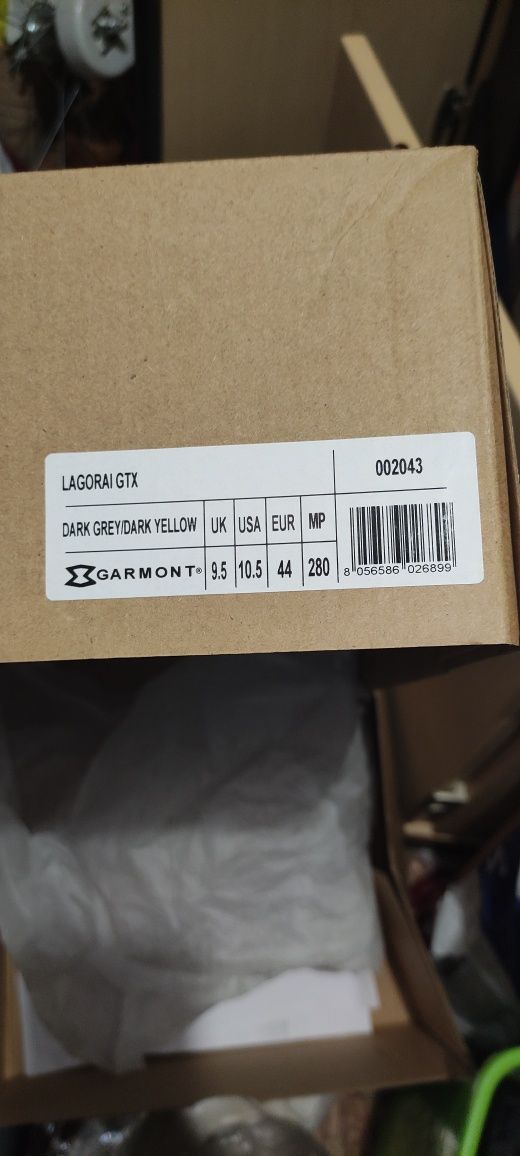 LAGORAI GTX
002043
DARK GREY/DARK YELLOW UK USA EUR MP
GARMONT® 9.5 10.5 44 280
8 056586 026899